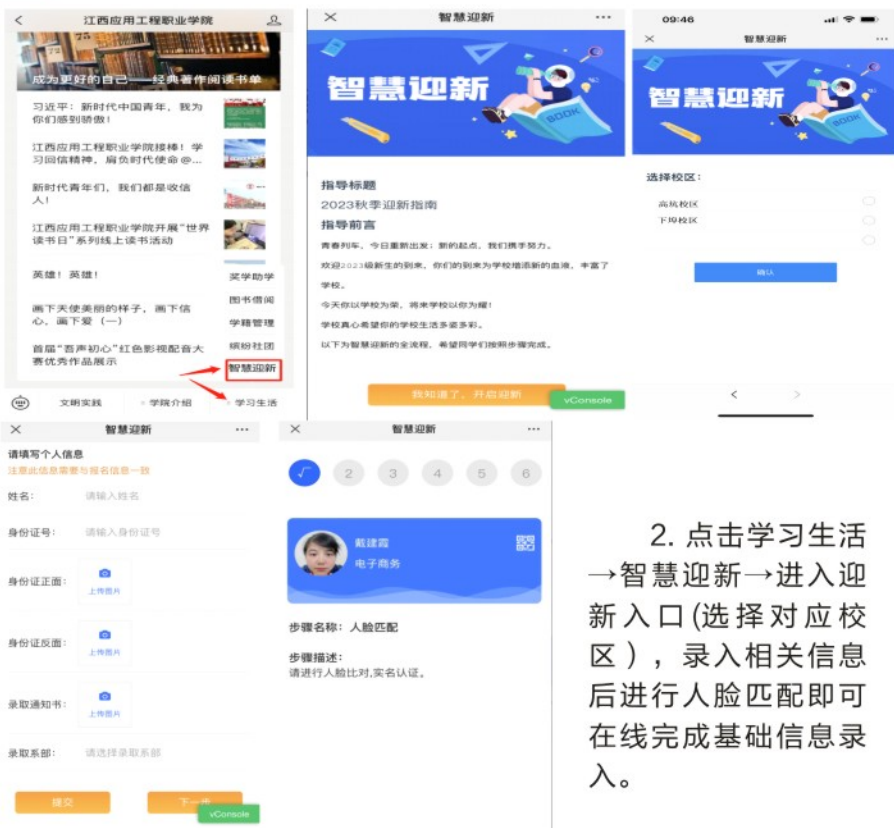 江西应用工程职业学院
成为更好的自己——经典著作阅读书单
习近平：新时代中国青年，我为
你们感到骄傲！
江西应用工程职业学院接棒！学
习回信精神，肩负时代使命@...
新时代青年们，我们都是收信
人！
江西应用工程职业学院开展“世界
读书日”系列线上读书活动
英雄！英雄！
画下天使美丽的样子，画下信
心，画下爱（一）
首届“吾声初心”红色影视配音大
赛优秀作品展示
奖学助学
图书借阅
学籍管理
缤纷社团
智慧迎新
文明实践
学院介绍
学习生活
智慧迎新
智慧迎新
BOOK
指导标题
2023秋季迎新指南
指导前言
青春列车，今日重新出发；新的起点，我们携手努力。
欢迎2023级新生的到来，你们的到来为学校增添新的血液，丰富了
学校。
今天你以学校为荣，将来学校以你为耀！
学校真心希望你的学校生活多姿多彩。
以下为智慧迎新的全流程，希望同学们按照步骤完成。
我知道了，开启迎新
vConsole
09:46
智慧迎新
智慧迎新
BOOK
选择校区：
高坑校区
下埠校区
确认
智慧迎新
请填写个人信息
注意此信息需要与报名信息一致
姓名： 请输入姓名
身份证号： 请输入身份证号
身份证正面： 上传图片
身份证反面： 上传图片
录取通知书： 上传图片
录取系部： 请选择录取系部
提交
下一步
vConsole
智慧迎新
√ 2 3 4 5 6
戴建霞
电子商务
步骤名称：人脸匹配
步骤描述：
请进行人脸比对,实名认证。
2. 点击学习生活
→智慧迎新→进入迎
新入口(选择对应校
区），录入相关信息
后进行人脸匹配即可
在线完成基础信息录
入。